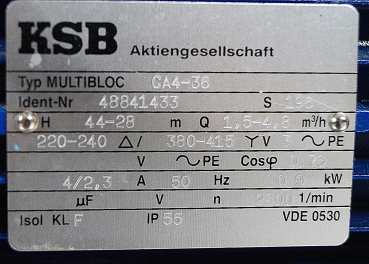 KSB Aktiengesellschaft
Typ MULTIBLOC GA4-36
Ident-Nr 48841433 S
H 44-28 m Q 1,5-4,8 m³/h
220-240 △/ 380-415 Y V 3 ~ PE
V ~ PE Cosφ
4/2,3 A 50 Hz kW
µF V n 1/min
Isol KL F IP 55 VDE 0530